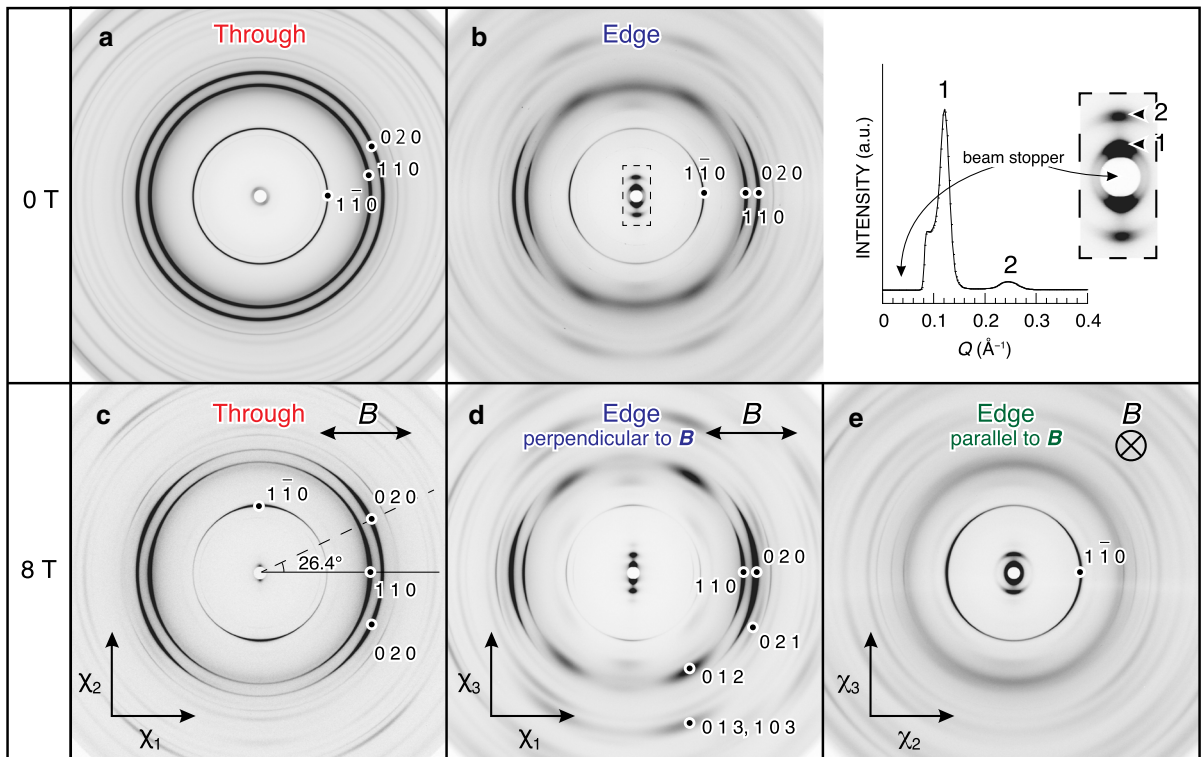 a
Through
0 2 0
1 1 0
1 1̅ 0
0 T
b
Edge
1 1̅ 0
0 2 0
1 1 0
INTENSITY (a.u.)
1
2
beam stopper
0
0.1
0.2
0.3
0.4
Q (Å⁻¹)
2
1
c
Through
B
1 1̅ 0
0 2 0
26.4°
1 1 0
0 2 0
8 T
χ₂
χ₁
d
Edge
perpendicular to B
B
0 2 0
1 1 0
0 2 1
0 1 2
0 1 3, 1 0 3
χ₃
χ₁
e
Edge
parallel to B
B
1 1̅ 0
χ₃
χ₂